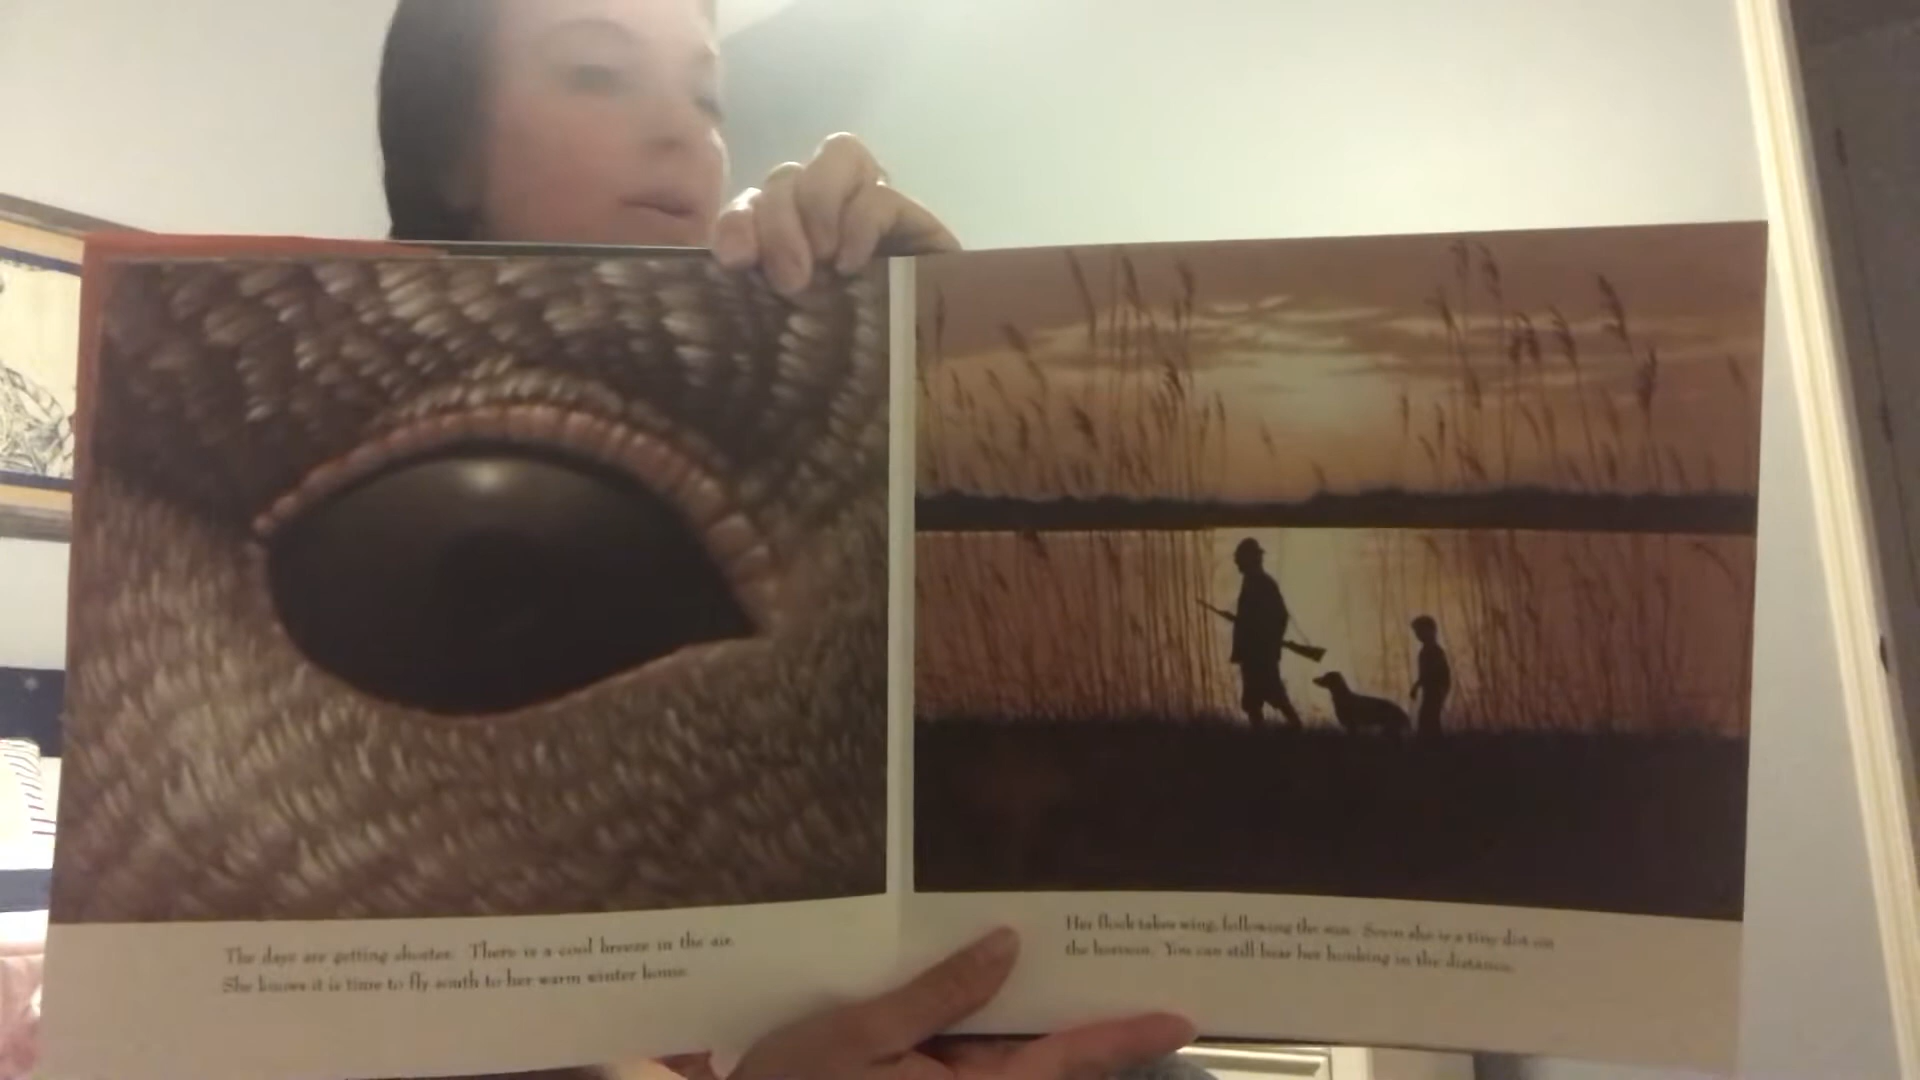 The days are getting shorter. There is a cool breeze in the air.
She knows it is time to fly south to her warm winter home.
Her flock takes wing, following the sun. Soon she is a tiny dot on
the horizon. You can still hear her honking in the distance.